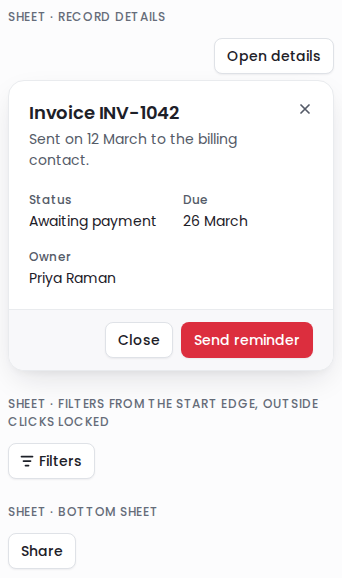 SHEET · RECORD DETAILS
Open details
Invoice INV-1042
Sent on 12 March to the billing
contact.
Status
Due
Awaiting payment
26 March
Owner
Priya Raman
Close
Send reminder
SHEET · FILTERS FROM THE START EDGE, OUTSIDE
CLICKS LOCKED
Filters
SHEET · BOTTOM SHEET
Share